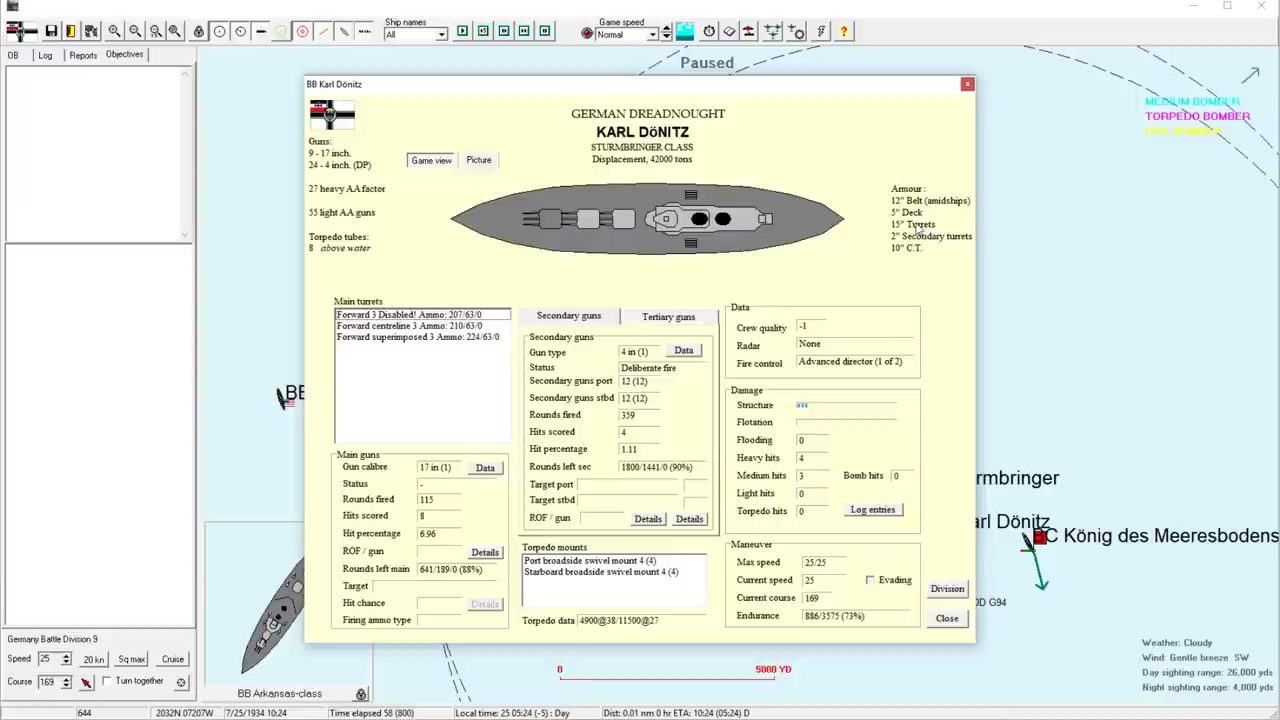 Ship names
All
Game speed
Normal
OB
Log
Reports
Objectives
Paused
MEDIUM BOMBER
TORPEDO BOMBER
DIVE BOMBER
BB Karl Dönitz
GERMAN DREADNOUGHT
KARL DöNITZ
STURMBRINGER CLASS
Displacement, 42000 tons
Guns:
9 - 17 inch.
24 - 4 inch. (DP)
27 heavy AA factor
55 light AA guns
Torpedo tubes:
8 above water
Game view
Picture
Armour :
12" Belt (amidships)
5" Deck
15" Turrets
2" Secondary turrets
10" C.T.
Main turrets
Forward 3 Disabled! Ammo: 207/63/0
Forward centreline 3 Ammo: 210/63/0
Forward superimposed 3 Ammo: 224/63/0
Main guns
Gun calibre 17 in (1) Data
Status -
Rounds fired 115
Hits scored 8
Hit percentage 6.96
ROF / gun Details
Rounds left main 641/189/0 (88%)
Target
Hit chance Details
Firing ammo type
Secondary guns
Tertiary guns
Secondary guns
Gun type 4 in (1) Data
Status Deliberate fire
Secondary guns port 12 (12)
Secondary guns stbd 12 (12)
Rounds fired 359
Hits scored 4
Hit percentage 1.11
Rounds left sec 1800/1441/0 (90%)
Target port
Target stbd
ROF / gun Details Details
Torpedo mounts
Port broadside swivel mount 4 (4)
Starboard broadside swivel mount 4 (4)
Torpedo data 4900@38/11500@27
Data
Crew quality -1
Radar None
Fire control Advanced director (1 of 2)
Damage
Structure
Flotation
Flooding 0
Heavy hits 4
Medium hits 3 Bomb hits 0
Light hits 0
Torpedo hits 0 Log entries
Maneuver
Max speed 25/25
Current speed 25 Evading
Current course 169
Endurance 886/3575 (73%)
Division
Close
BB
rmbringer
arl Dönitz
BC König des Meeresbodens
DD G94
Germany Battle Division 9
Speed 25 20 kn Sq max Cruise
Course 169 Turn together
BB Arkansas-class
0 5000 YD
Weather: Cloudy
Wind: Gentle breeze SW
Day sighting range: 26,000 yds
Night sighting range: 4,000 yds
644 2032N 07207W 7/25/1934 10:24 Time elapsed 58 (800) Local time: 25 05:24 (-5) : Day Dist: 0.01 nm 0 hr ETA: 10:24 (05:24) D